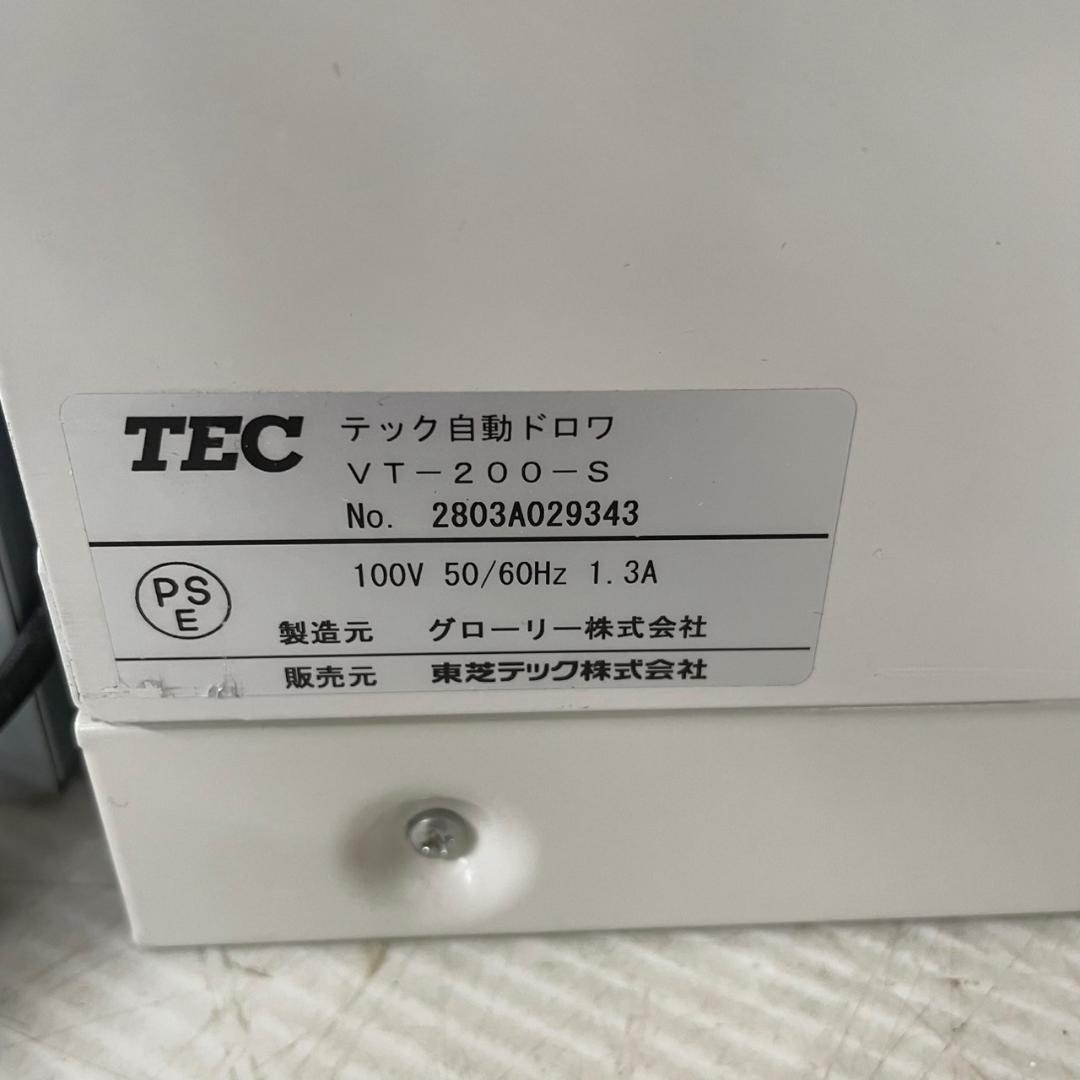 TEC テック自動ドロワ
VT-200-S
No. 2803A029343
PSE 100V 50/60Hz 1.3A
製造元 グローリー株式会社
販売元 東芝テック株式会社